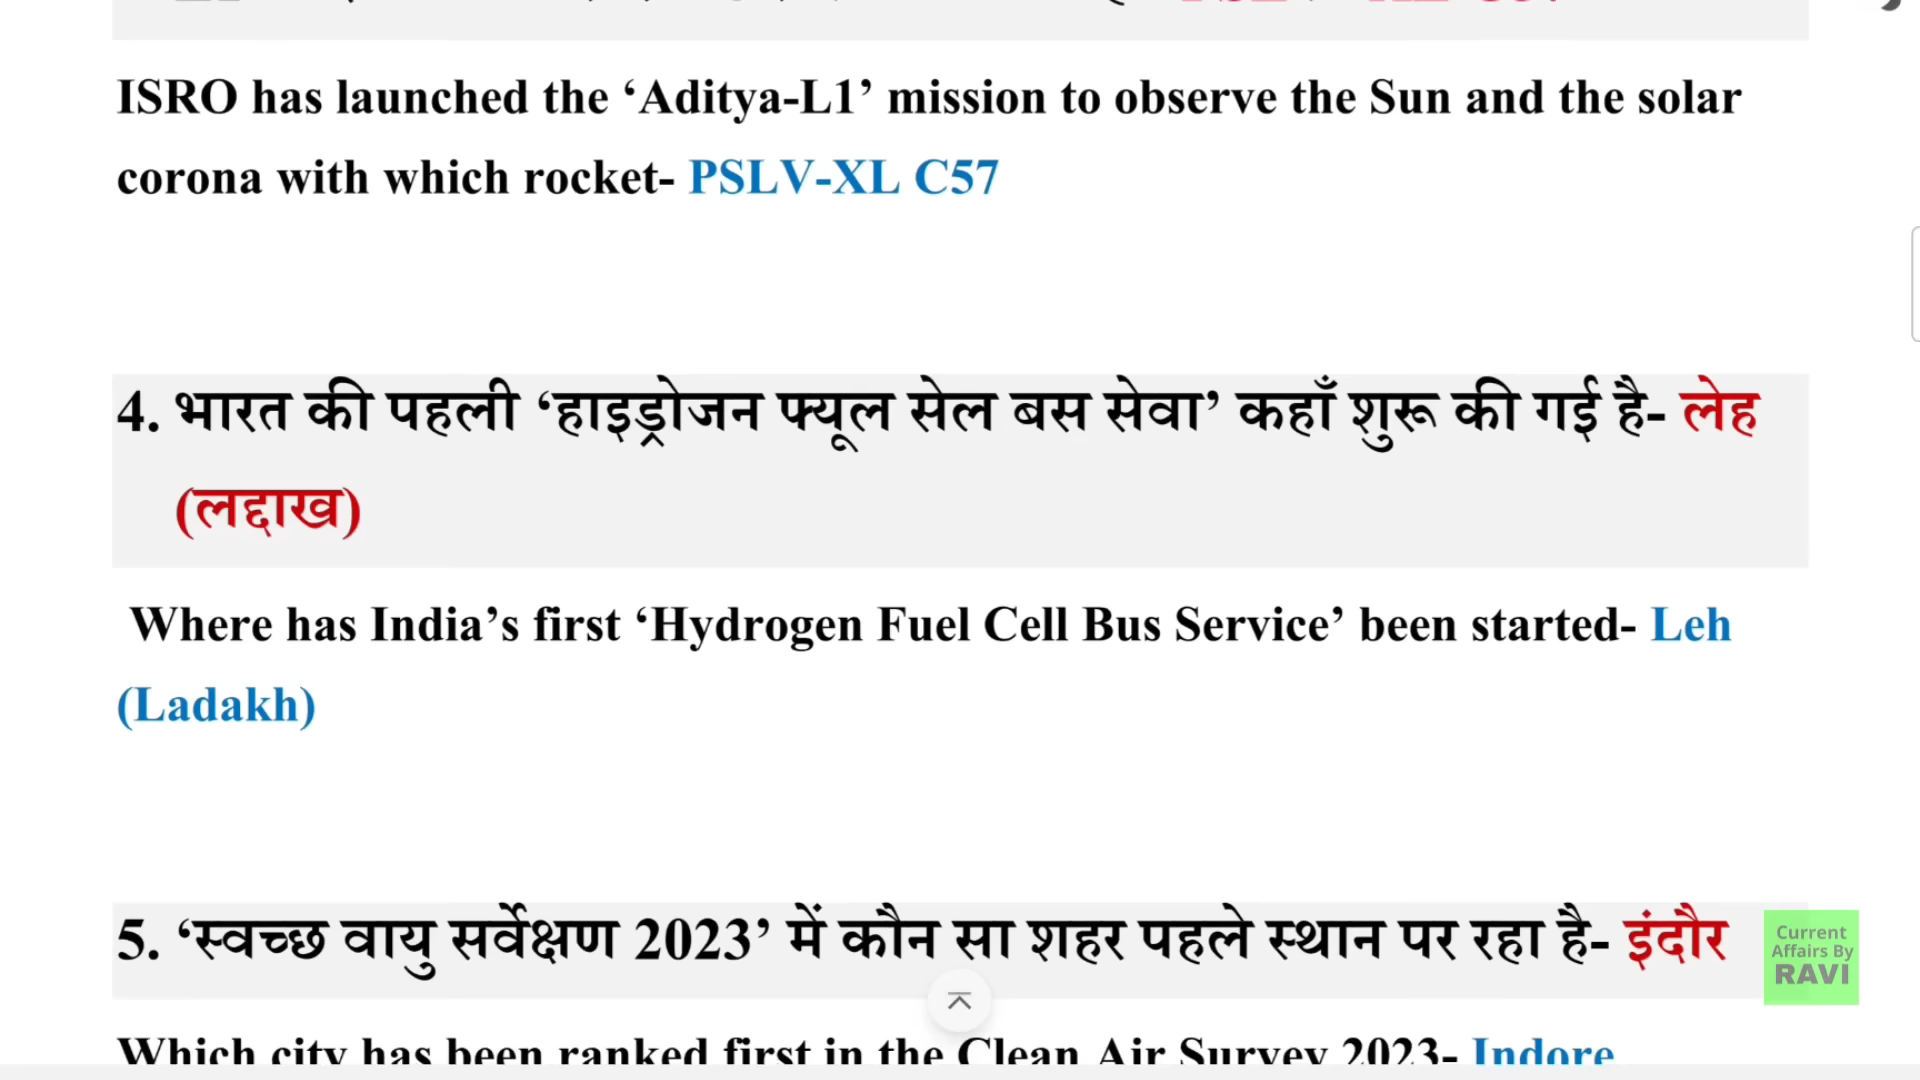 ISRO has launched the ‘Aditya-L1’ mission to observe the Sun and the solar
corona with which rocket- PSLV-XL C57
4. भारत की पहली ‘हाइड्रोजन फ्यूल सेल बस सेवा’ कहाँ शुरू की गई है- लेह
(लद्दाख)
Where has India’s first ‘Hydrogen Fuel Cell Bus Service’ been started- Leh
(Ladakh)
5. ‘स्वच्छ वायु सर्वेक्षण 2023’ में कौन सा शहर पहले स्थान पर रहा है- इंदौर
Current
Affairs By
RAVI
Which city has been ranked first in the Clean Air Survey 2023- Indore